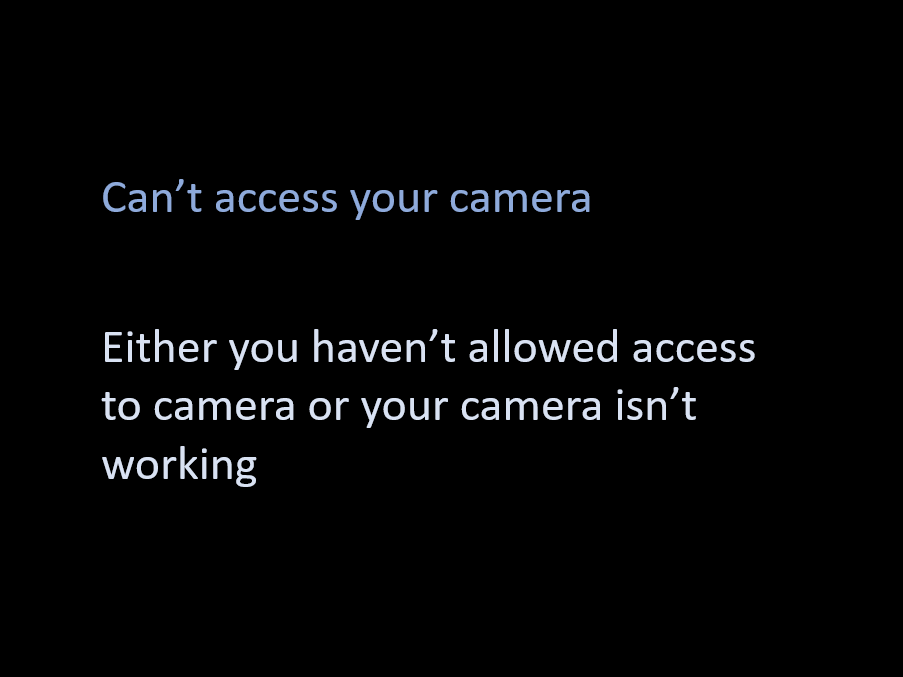 Can’t access your camera
Either you haven’t allowed access
to camera or your camera isn’t
working